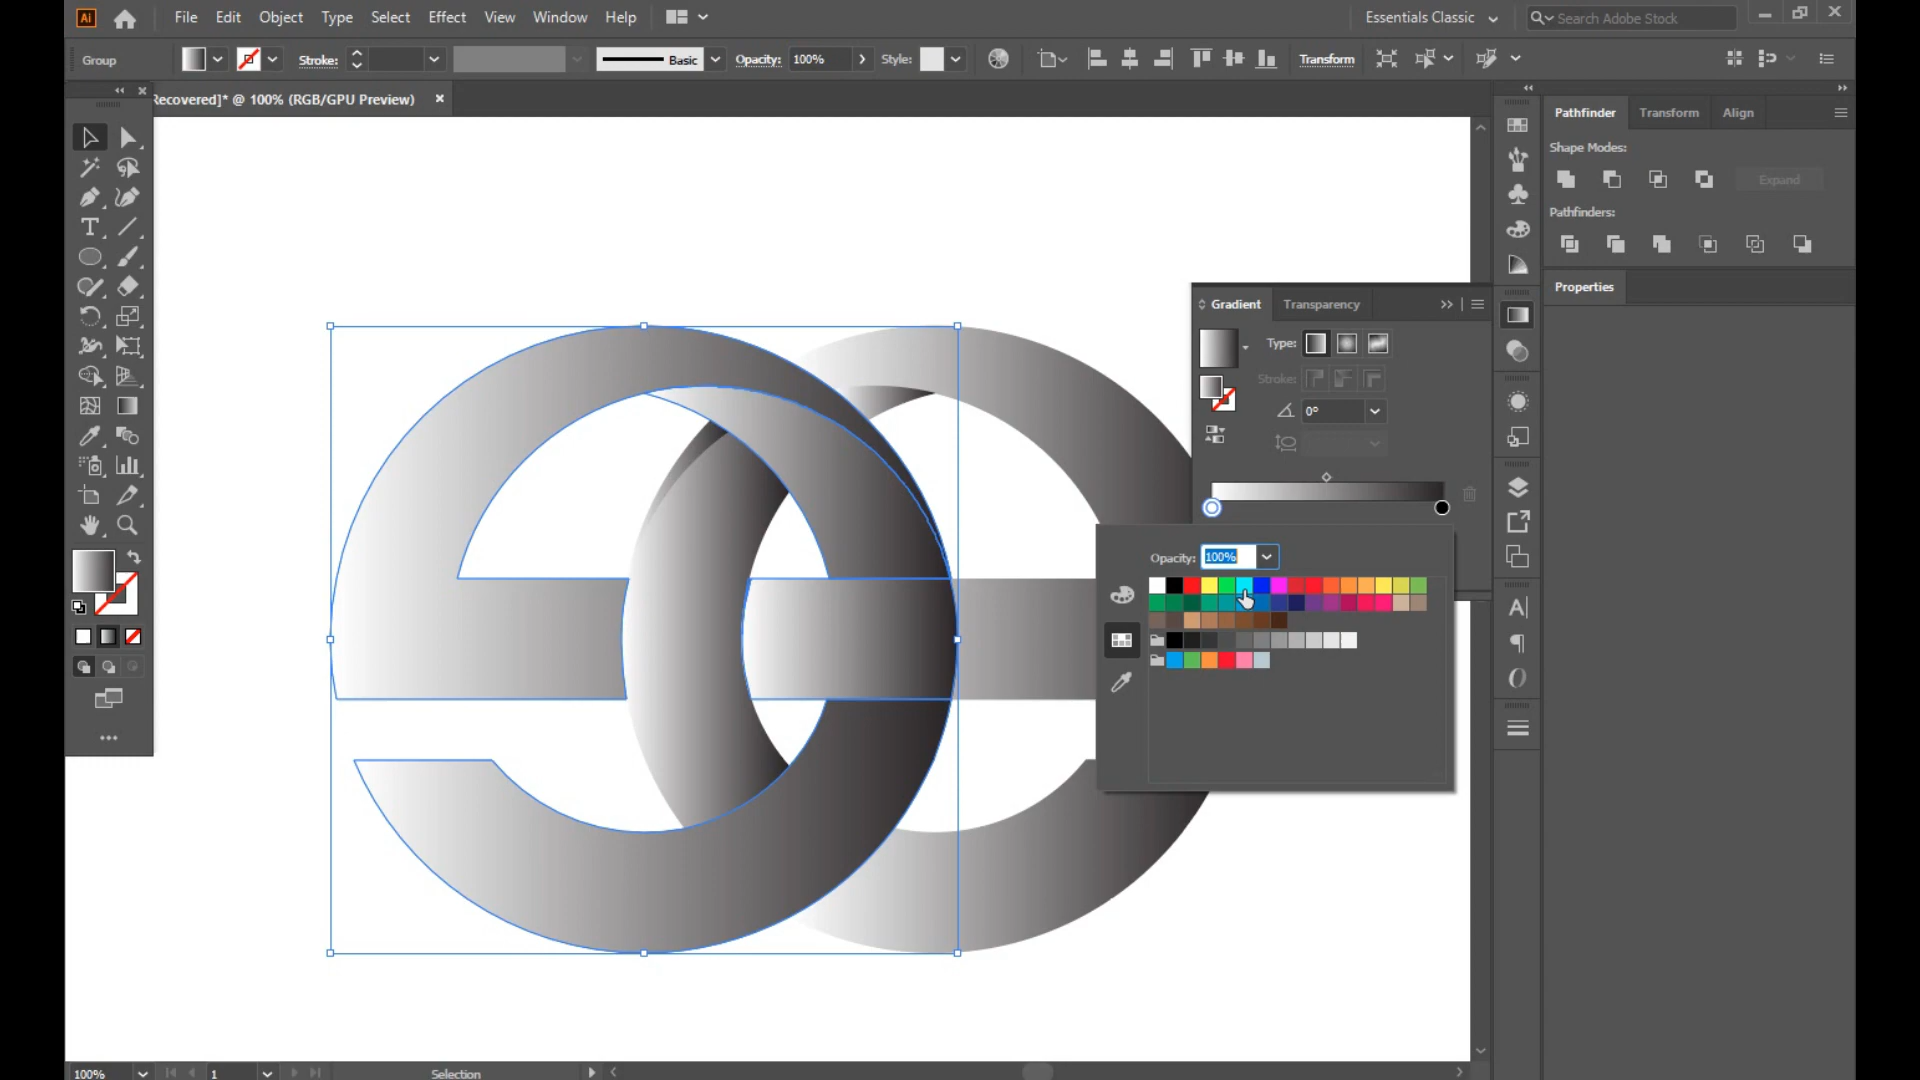 Ai File Edit Object Type Select Effect View Window Help Essentials Classic Search Adobe Stock
Group Stroke: Basic Opacity: 100% Style: Transform
Recovered]* @ 100% (RGB/GPU Preview)
Pathfinder Transform Align
Shape Modes:
Expand
Pathfinders:
Properties
Gradient Transparency
Type:
Stroke:
0°
Opacity: 100%
100% 1 Selection